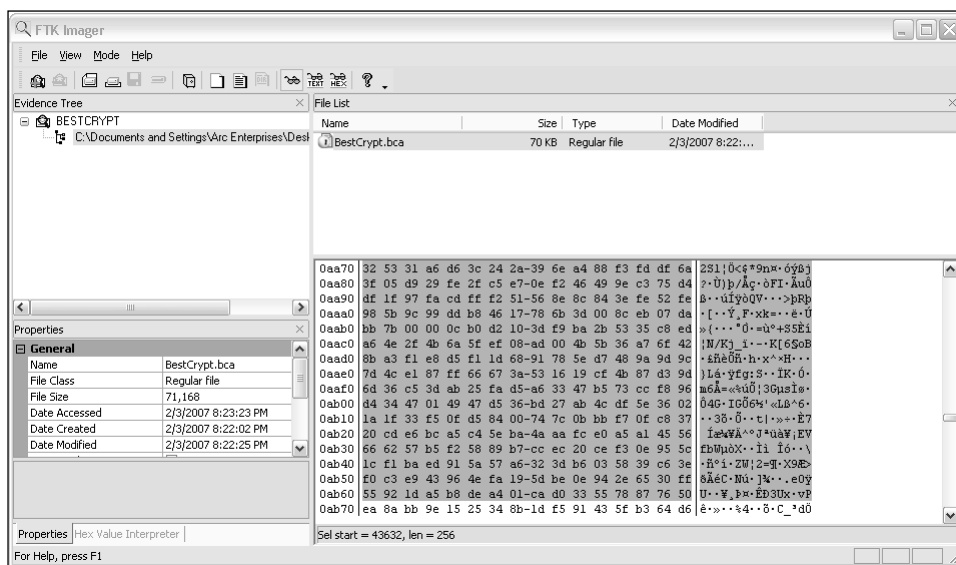 FTK Imager
File View Mode Help
TEXT HEX ?
Evidence Tree
BESTCRYPT
C:\Documents and Settings\Arc Enterprises\Desk
File List
Name Size Type Date Modified
BestCrypt.bca 70 KB Regular file 2/3/2007 8:22:...
Properties
General
Name BestCrypt.bca
File Class Regular file
File Size 71,168
Date Accessed 2/3/2007 8:23:23 PM
Date Created 2/3/2007 8:22:02 PM
Date Modified 2/3/2007 8:22:25 PM
Properties Hex Value Interpreter
0aa70 32 53 31 a6 d6 3c 24 2a-39 6e a4 88 f3 fd df 6a
0aa80 3f 05 d9 29 fe 2f c5 e7-0e f2 46 49 9e c3 75 d4
0aa90 df 1f 97 fa cd ff f2 51-56 8e 8c 84 3e fe 52 fe
0aaa0 98 5b 9c 99 dd b8 46 17-78 6b 3d 00 8c eb 07 da
0aab0 bb 7b 00 00 0c b0 d2 10-3d f9 ba 2b 53 35 c8 ed
0aac0 a6 4e 2f 4b 6a 5f ef 08-ad 00 4b 5b 36 a7 6f 42
0aad0 8b a3 f1 e8 d5 f1 1d 68-91 78 5e d7 48 9a 9d 9c
0aae0 7d 4c e1 87 ff 66 67 3a-53 16 19 cf 4b 87 d3 9d
0aaf0 6d 36 c5 3d ab 25 fa d5-a6 33 47 b5 73 cc f8 96
0ab00 d4 34 47 01 49 47 d5 36-bd 27 ab 4c df 5e 36 02
0ab10 1a 1f 33 f5 0f d5 84 00-74 7c 0b bb f7 0f c8 37
0ab20 20 cd e6 bc a5 c4 5e ba-4a aa fc e0 a5 a1 45 56
0ab30 66 62 57 b5 f2 58 89 b7-cc ec 20 ce f3 0e 95 5c
0ab40 1c f1 ba ed 91 5a 57 a6-32 3d b6 03 58 39 c6 3e
0ab50 f0 c3 e9 43 96 4e fa 19-5d be 0e 94 2e 65 30 ff
0ab60 55 92 1d a5 b8 de a4 01-ca d0 33 55 78 87 76 50
0ab70 ea 8a bb 9e 15 25 34 8b-1d f5 91 43 5f b3 64 d6
Sel start = 43632, len = 256
For Help, press F1